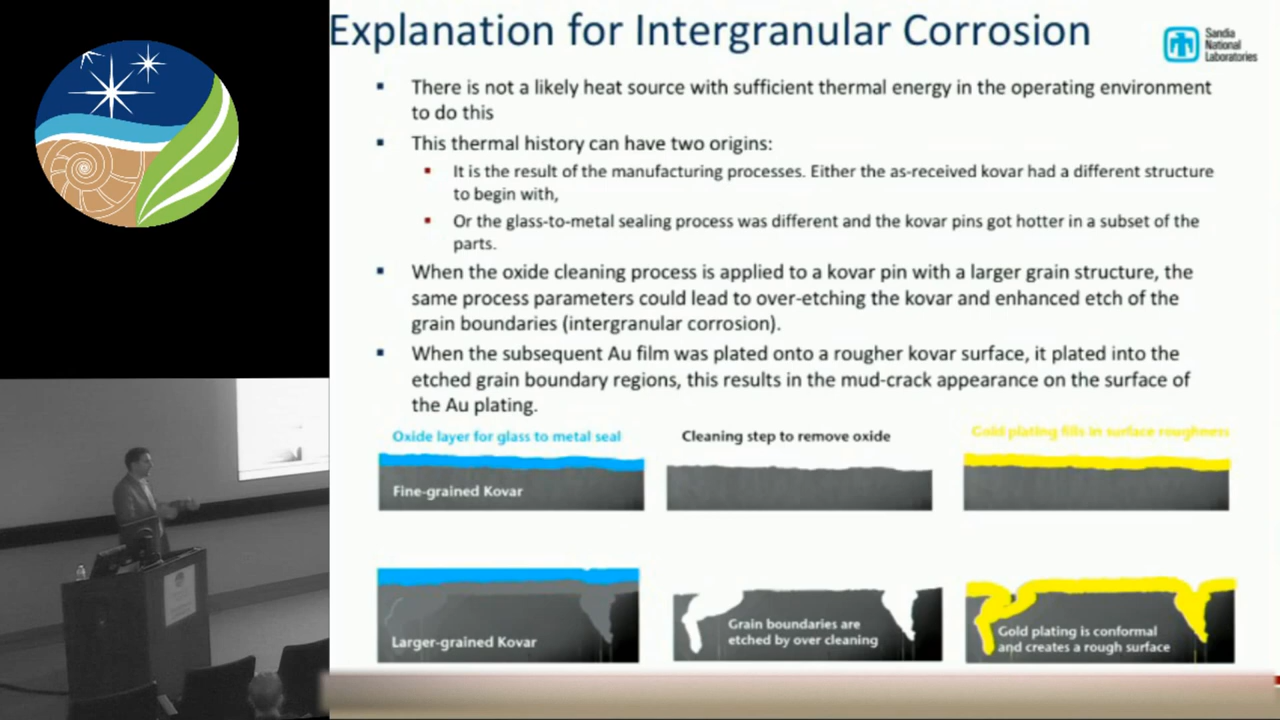 Explanation for Intergranular Corrosion
Sandia
National
Laboratories
There is not a likely heat source with sufficient thermal energy in the operating environment
to do this
This thermal history can have two origins:
It is the result of the manufacturing processes. Either the as-received kovar had a different structure
to begin with,
Or the glass-to-metal sealing process was different and the kovar pins got hotter in a subset of the
parts.
When the oxide cleaning process is applied to a kovar pin with a larger grain structure, the
same process parameters could lead to over-etching the kovar and enhanced etch of the
grain boundaries (intergranular corrosion).
When the subsequent Au film was plated onto a rougher kovar surface, it plated into the
etched grain boundary regions, this results in the mud-crack appearance on the surface of
the Au plating.
Oxide layer for glass to metal seal
Cleaning step to remove oxide
Gold plating fills in surface roughness
Fine-grained Kovar
Larger-grained Kovar
Grain boundaries are
etched by over cleaning
Gold plating is conformal
and creates a rough surface